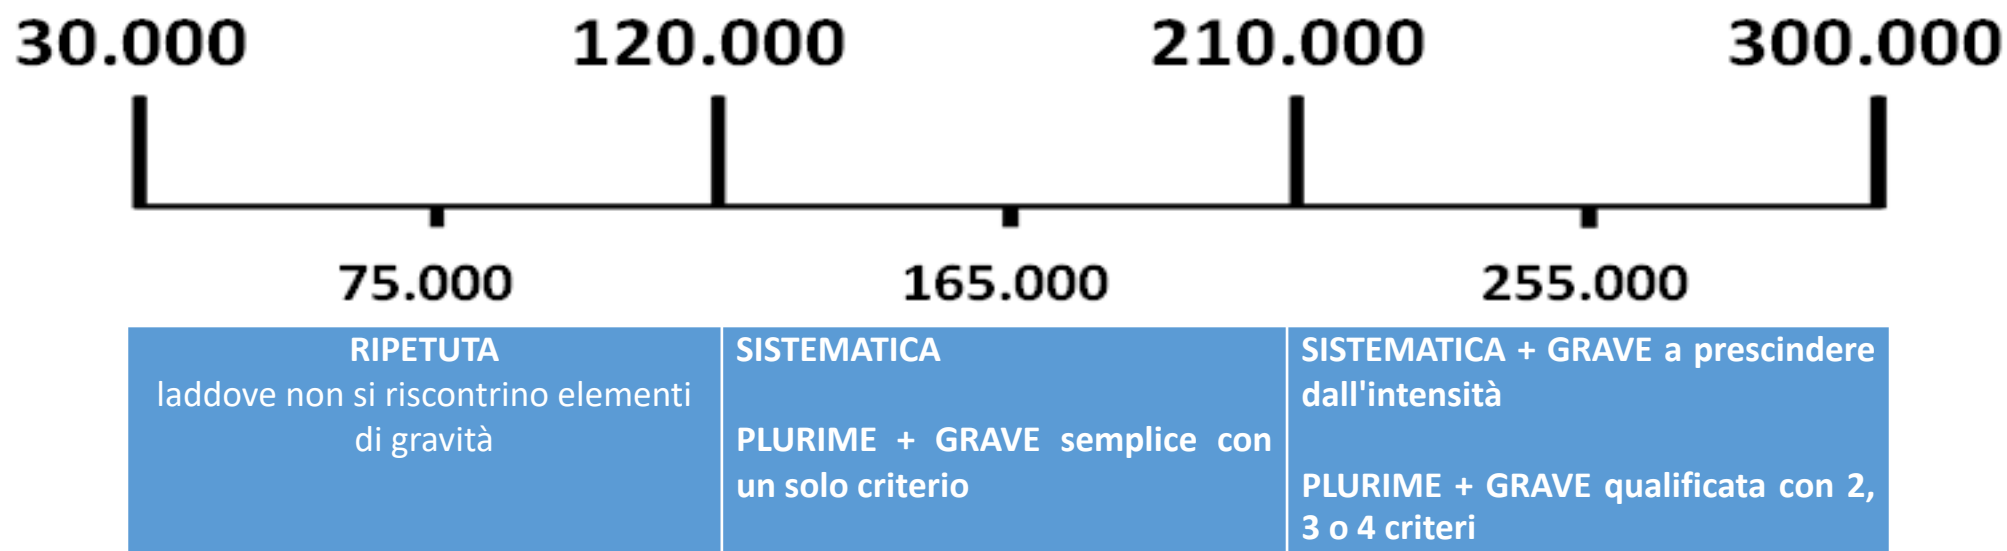 30.000 120.000 210.000 300.000
75.000 165.000 255.000
RIPETUTA
laddove non si riscontrino elementi
di gravità
SISTEMATICA
PLURIME + GRAVE semplice con
un solo criterio
SISTEMATICA + GRAVE a prescindere
dall'intensità
PLURIME + GRAVE qualificata con 2,
3 o 4 criteri